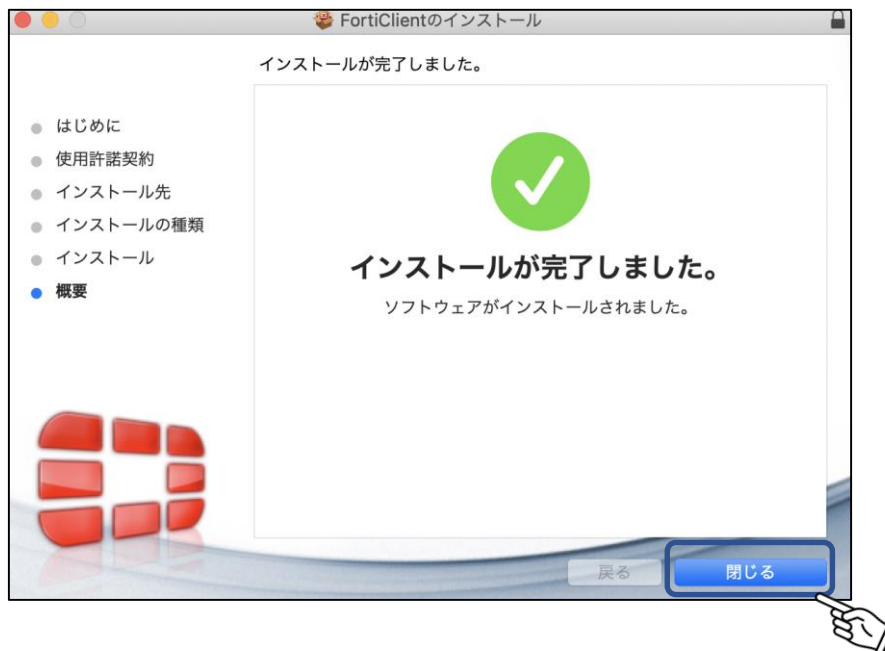 FortiClientのインストール
インストールが完了しました。
はじめに
使用許諾契約
インストール先
インストールの種類
インストール
概要
インストールが完了しました。
ソフトウェアがインストールされました。
戻る
閉じる